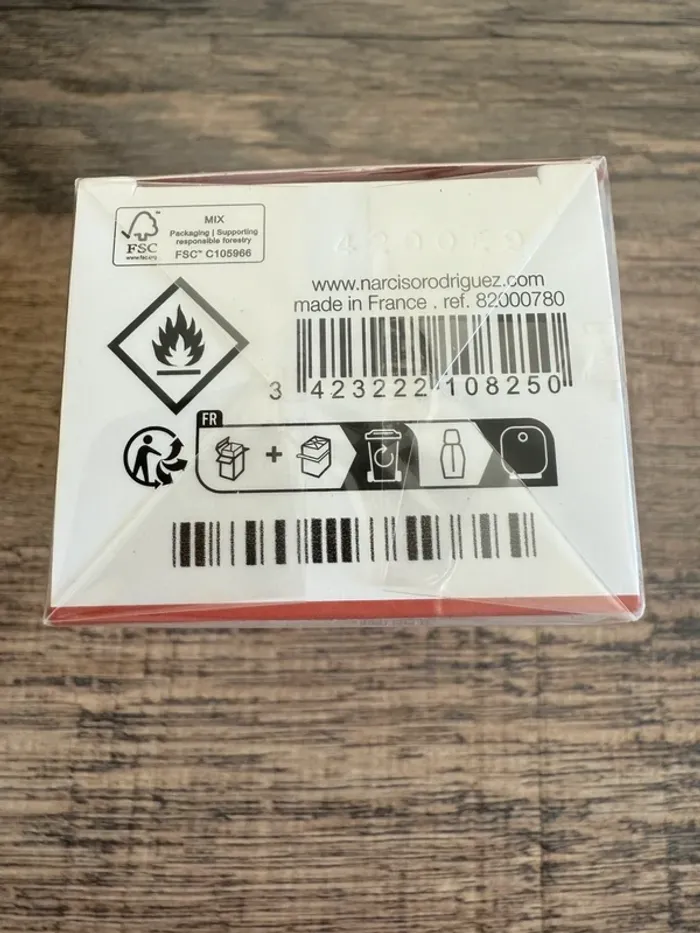 MIX
Packaging | Supporting
responsible forestry
FSC™ C105966
FSC
www.fsc.org
www.narcisorodriguez.com
made in France . ref. 82000780
3 423222 108250
FR